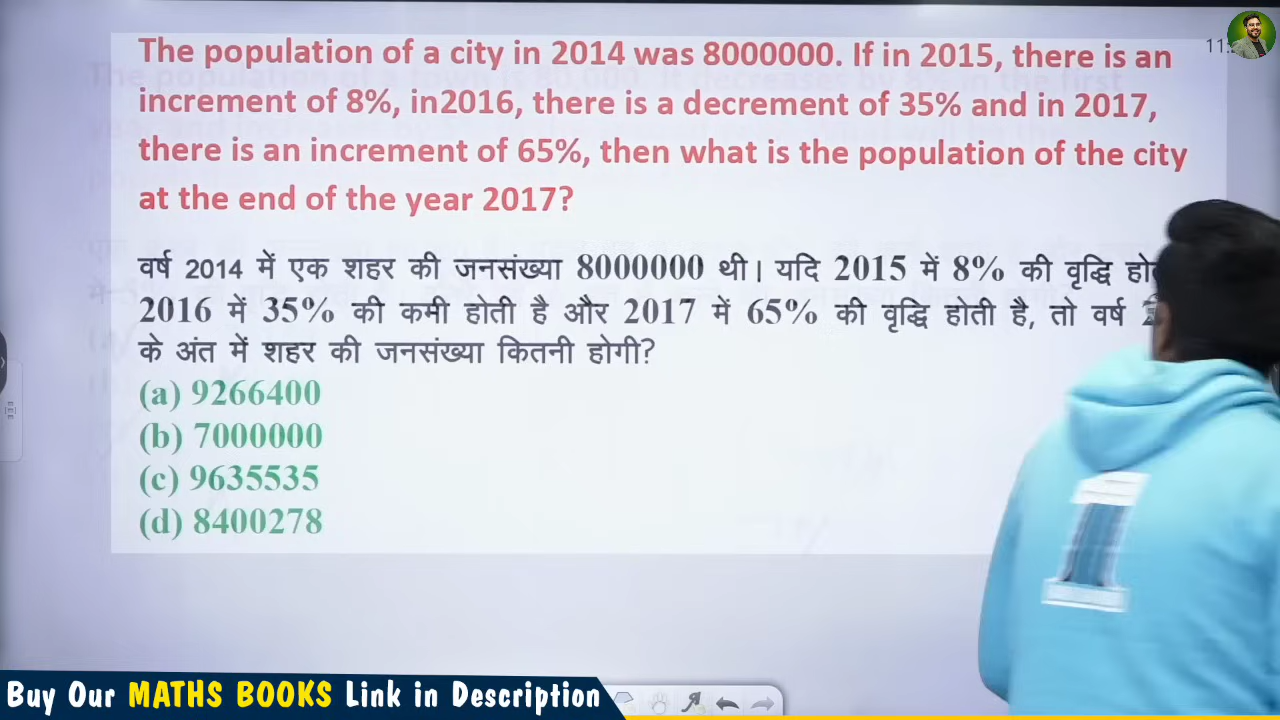 The population of a city in 2014 was 8000000. If in 2015, there is an
increment of 8%, in2016, there is a decrement of 35% and in 2017,
there is an increment of 65%, then what is the population of the city
at the end of the year 2017?
वर्ष 2014 में एक शहर की जनसंख्या 8000000 थी। यदि 2015 में 8% की वृद्धि
2016 में 35% की कमी होती है और 2017 में 65% की वृद्धि होती है, तो वर्ष
के अंत में शहर की जनसंख्या कितनी होगी?
(a) 9266400
(b) 7000000
(c) 9635535
(d) 8400278
Buy Our MATHS BOOKS Link in Description